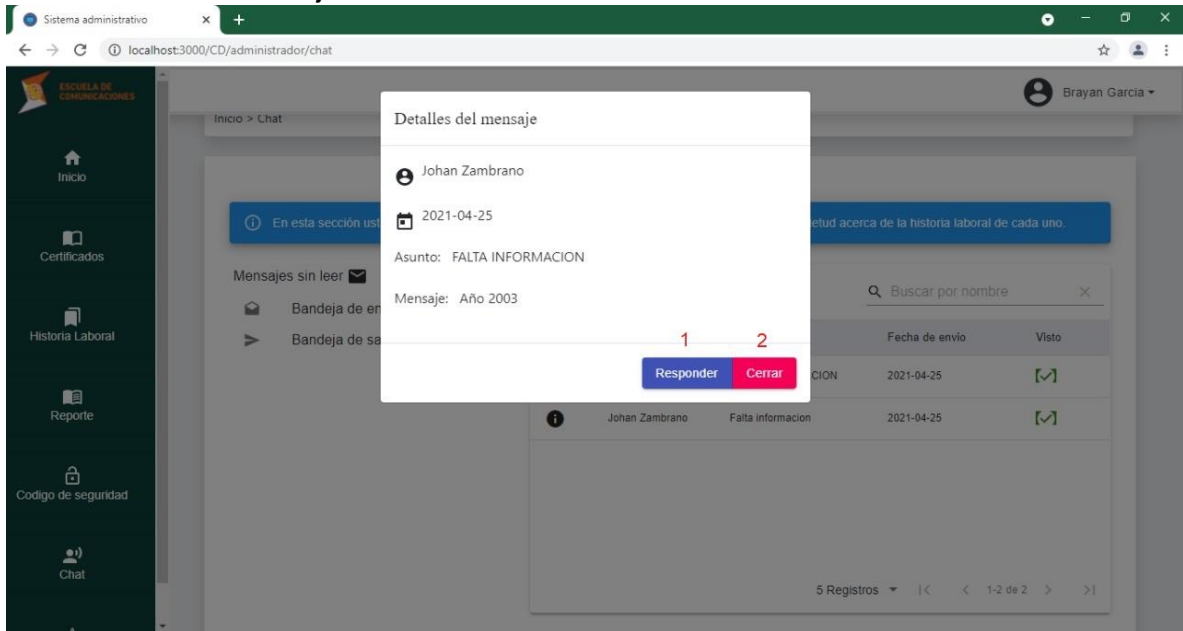 Sistema administrativo
localhost:3000/CD/administrador/chat
ESCUELA DE
COMUNICACIONES
Brayan Garcia
Inicio > Chat
Inicio
Certificados
Historia Laboral
Reporte
Codigo de seguridad
Chat
En esta sección ust
etud acerca de la historia laboral de cada uno.
Mensajes sin leer
Bandeja de en
Bandeja de sa
Detalles del mensaje
Johan Zambrano
2021-04-25
Asunto: FALTA INFORMACION
Mensaje: Año 2003
1 2
Responder Cerrar
Buscar por nombre
Fecha de envio Visto
CION 2021-04-25
Johan Zambrano Falta informacion 2021-04-25
5 Registros 1-2 de 2